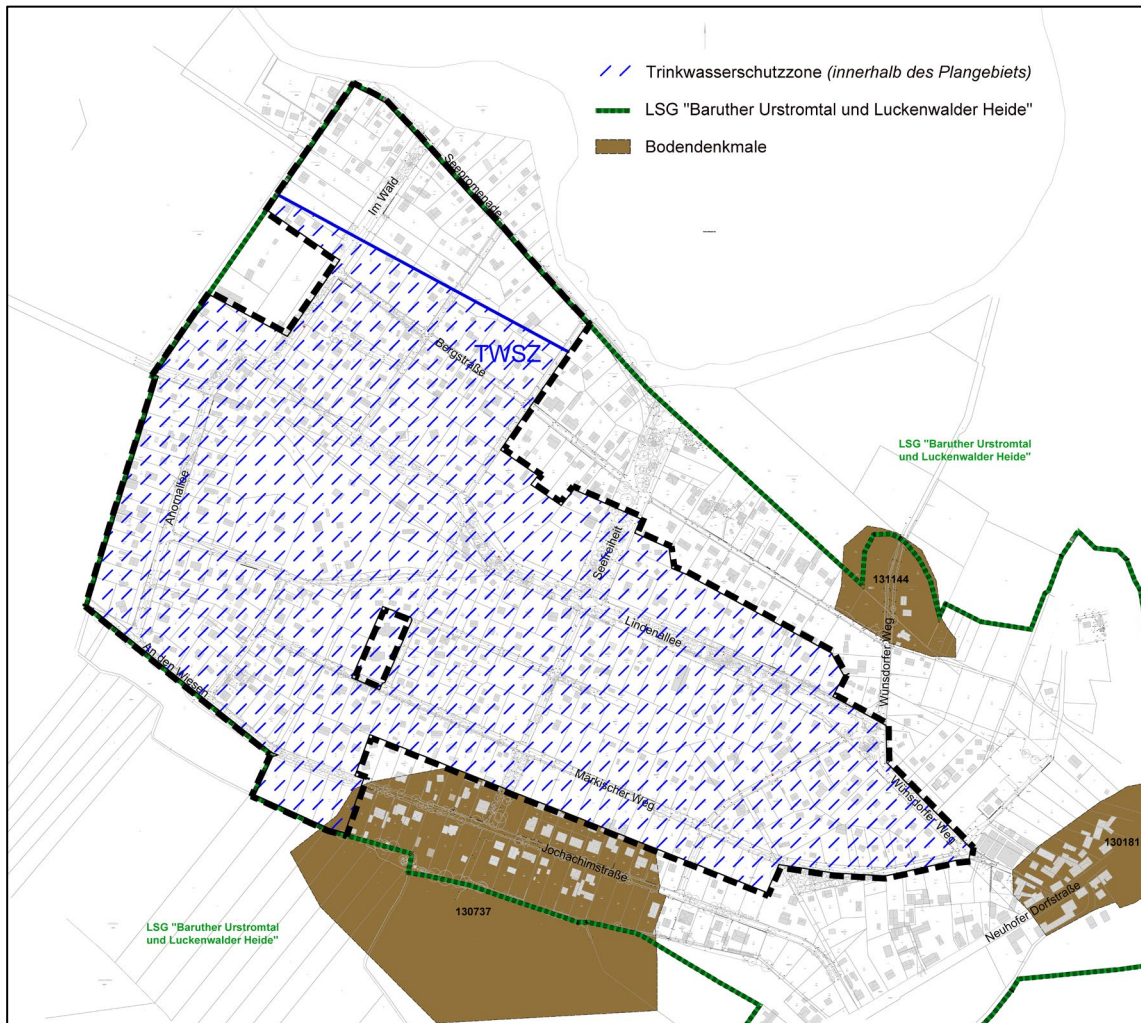 Trinkwasserschutzzone (innerhalb des Plangebiets)
LSG "Baruther Urstromtal und Luckenwalder Heide"
Bodendenkmale
Seepromenade
Im Wald
TWSZ
Bergstraße
LSG "Baruther Urstromtal
und Luckenwalder Heide"
Ahornallee
Seefreiheit
131144
Lindenallee
Wünsdorfer Weg
An den Wiesen
Märkischer Weg
Wünsdorfer Weg
130181
Jochachimstraße
130737
Neuhofer Dorfstraße
LSG "Baruther Urstromtal
und Luckenwalder Heide"